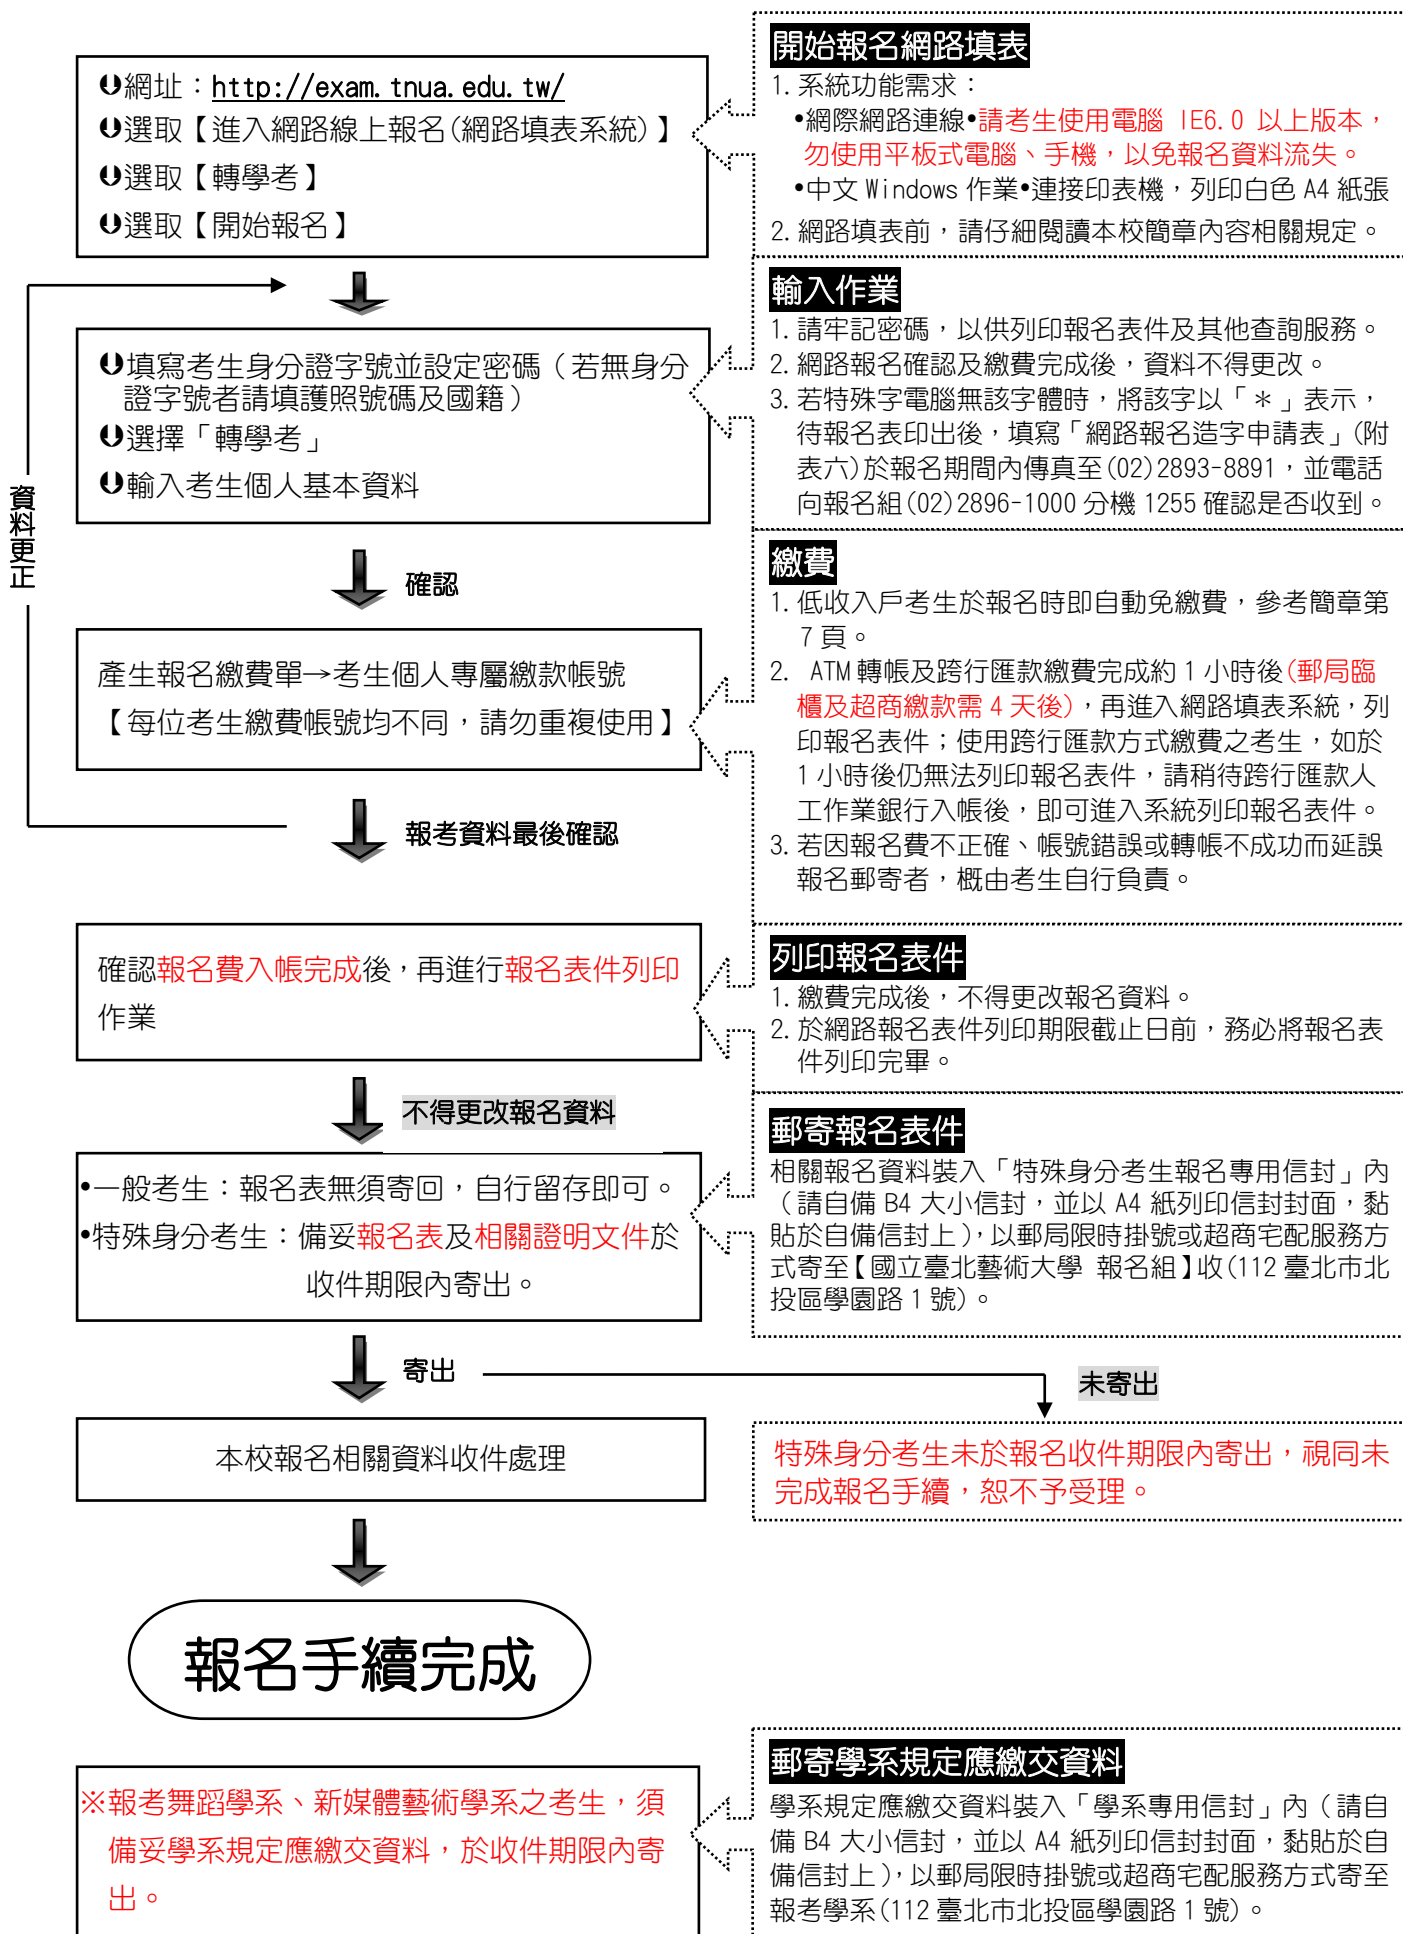 開始報名網路填表
⮋網址：http://exam.tnua.edu.tw/
⮋選取【進入網路線上報名(網路填表系統)】
⮋選取【轉學考】
⮋選取【開始報名】
1. 系統功能需求：
•網際網路連線•請考生使用電腦 IE6.0 以上版本，
勿使用平板式電腦、手機，以免報名資料流失。
•中文 Windows 作業•連接印表機，列印白色 A4 紙張
2. 網路填表前，請仔細閱讀本校簡章內容相關規定。
⮋填寫考生身分證字號並設定密碼（若無身分
證字號者請填護照號碼及國籍）
⮋選擇「轉學考」
⮋輸入考生個人基本資料
輸入作業
1. 請牢記密碼，以供列印報名表件及其他查詢服務。
2. 網路報名確認及繳費完成後，資料不得更改。
3. 若特殊字電腦無該字體時，將該字以「＊」表示，
待報名表印出後，填寫「網路報名造字申請表」(附
表六)於報名期間內傳真至(02)2893-8891，並電話
向報名組(02)2896-1000 分機 1255 確認是否收到。
資料更正
確認
產生報名繳費單→考生個人專屬繳款帳號
【每位考生繳費帳號均不同，請勿重複使用】
繳費
1. 低收入戶考生於報名時即自動免繳費，參考簡章第
7 頁。
2. ATM 轉帳及跨行匯款繳費完成約 1 小時後(郵局臨
櫃及超商繳款需 4 天後)，再進入網路填表系統，列
印報名表件；使用跨行匯款方式繳費之考生，如於
1 小時後仍無法列印報名表件，請稍待跨行匯款人
工作業銀行入帳後，即可進入系統列印報名表件。
3. 若因報名費不正確、帳號錯誤或轉帳不成功而延誤
報名郵寄者，概由考生自行負責。
報考資料最後確認
確認報名費入帳完成後，再進行報名表件列印
作業
列印報名表件
1. 繳費完成後，不得更改報名資料。
2. 於網路報名表件列印期限截止日前，務必將報名表
件列印完畢。
不得更改報名資料
•一般考生：報名表無須寄回，自行留存即可。
•特殊身分考生：備妥報名表及相關證明文件於
收件期限內寄出。
郵寄報名表件
相關報名資料裝入「特殊身分考生報名專用信封」內
（請自備 B4 大小信封，並以 A4 紙列印信封封面，黏
貼於自備信封上），以郵局限時掛號或超商宅配服務方
式寄至【國立臺北藝術大學 報名組】收(112 臺北市北
投區學園路 1 號)。
寄出
未寄出
本校報名相關資料收件處理
特殊身分考生未於報名收件期限內寄出，視同未
完成報名手續，恕不予受理。
報名手續完成
※報考舞蹈學系、新媒體藝術學系之考生，須
備妥學系規定應繳交資料，於收件期限內寄
出。
郵寄學系規定應繳交資料
學系規定應繳交資料裝入「學系專用信封」內（請自
備 B4 大小信封，並以 A4 紙列印信封封面，黏貼於自
備信封上），以郵局限時掛號或超商宅配服務方式寄至
報考學系(112 臺北市北投區學園路 1 號)。